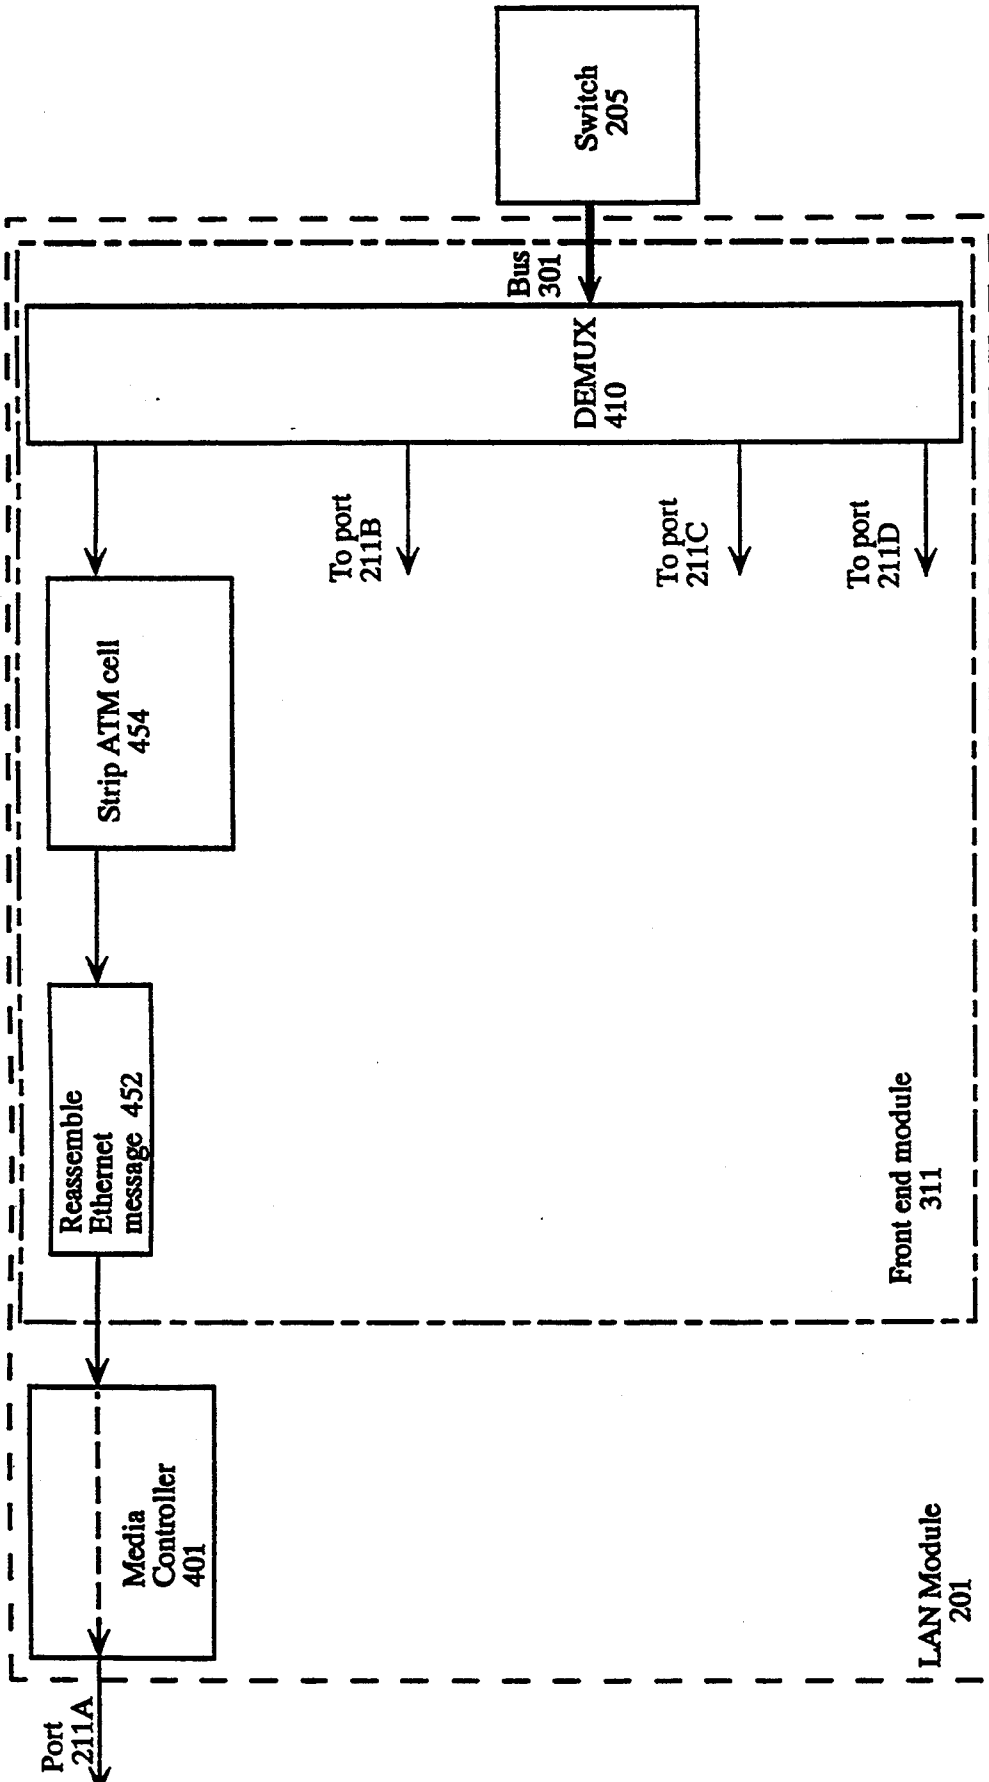 Port
211A
Media
Controller
401
LAN Module
201
Reassemble
Ethernet
message 452
Front end module
311
Strip ATM cell
454
To port
211B
To port
211C
To port
211D
DEMUX
410
Bus
301
Switch
205